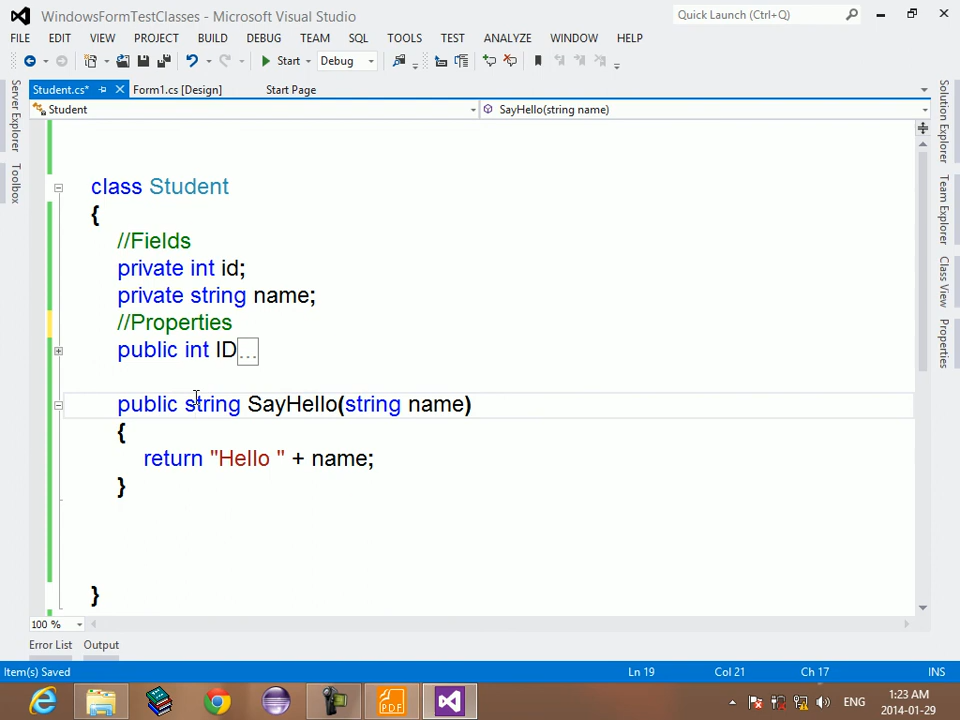 WindowsFormTestClasses - Microsoft Visual Studio
Quick Launch (Ctrl+Q)
FILE EDIT VIEW PROJECT BUILD DEBUG TEAM SQL TOOLS TEST ANALYZE WINDOW HELP
Start Debug
Student.cs* Form1.cs [Design] Start Page
Student SayHello(string name)
Server Explorer
Toolbox
class Student
{
//Fields
private int id;
private string name;
//Properties
public int ID...
public string SayHello(string name)
{
return "Hello " + name;
}
}
Solution Explorer
Team Explorer
Class View
Properties
100 %
Error List Output
Item(s) Saved Ln 19 Col 21 Ch 17 INS
PDF ENG 1:23 AM
2014-01-29